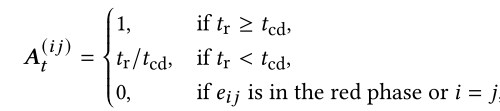 1, if t_r ≥ t_cd,
A_t^(ij) = { t_r/t_cd, if t_r < t_cd,
0, if e_ij is in the red phase or i = j,